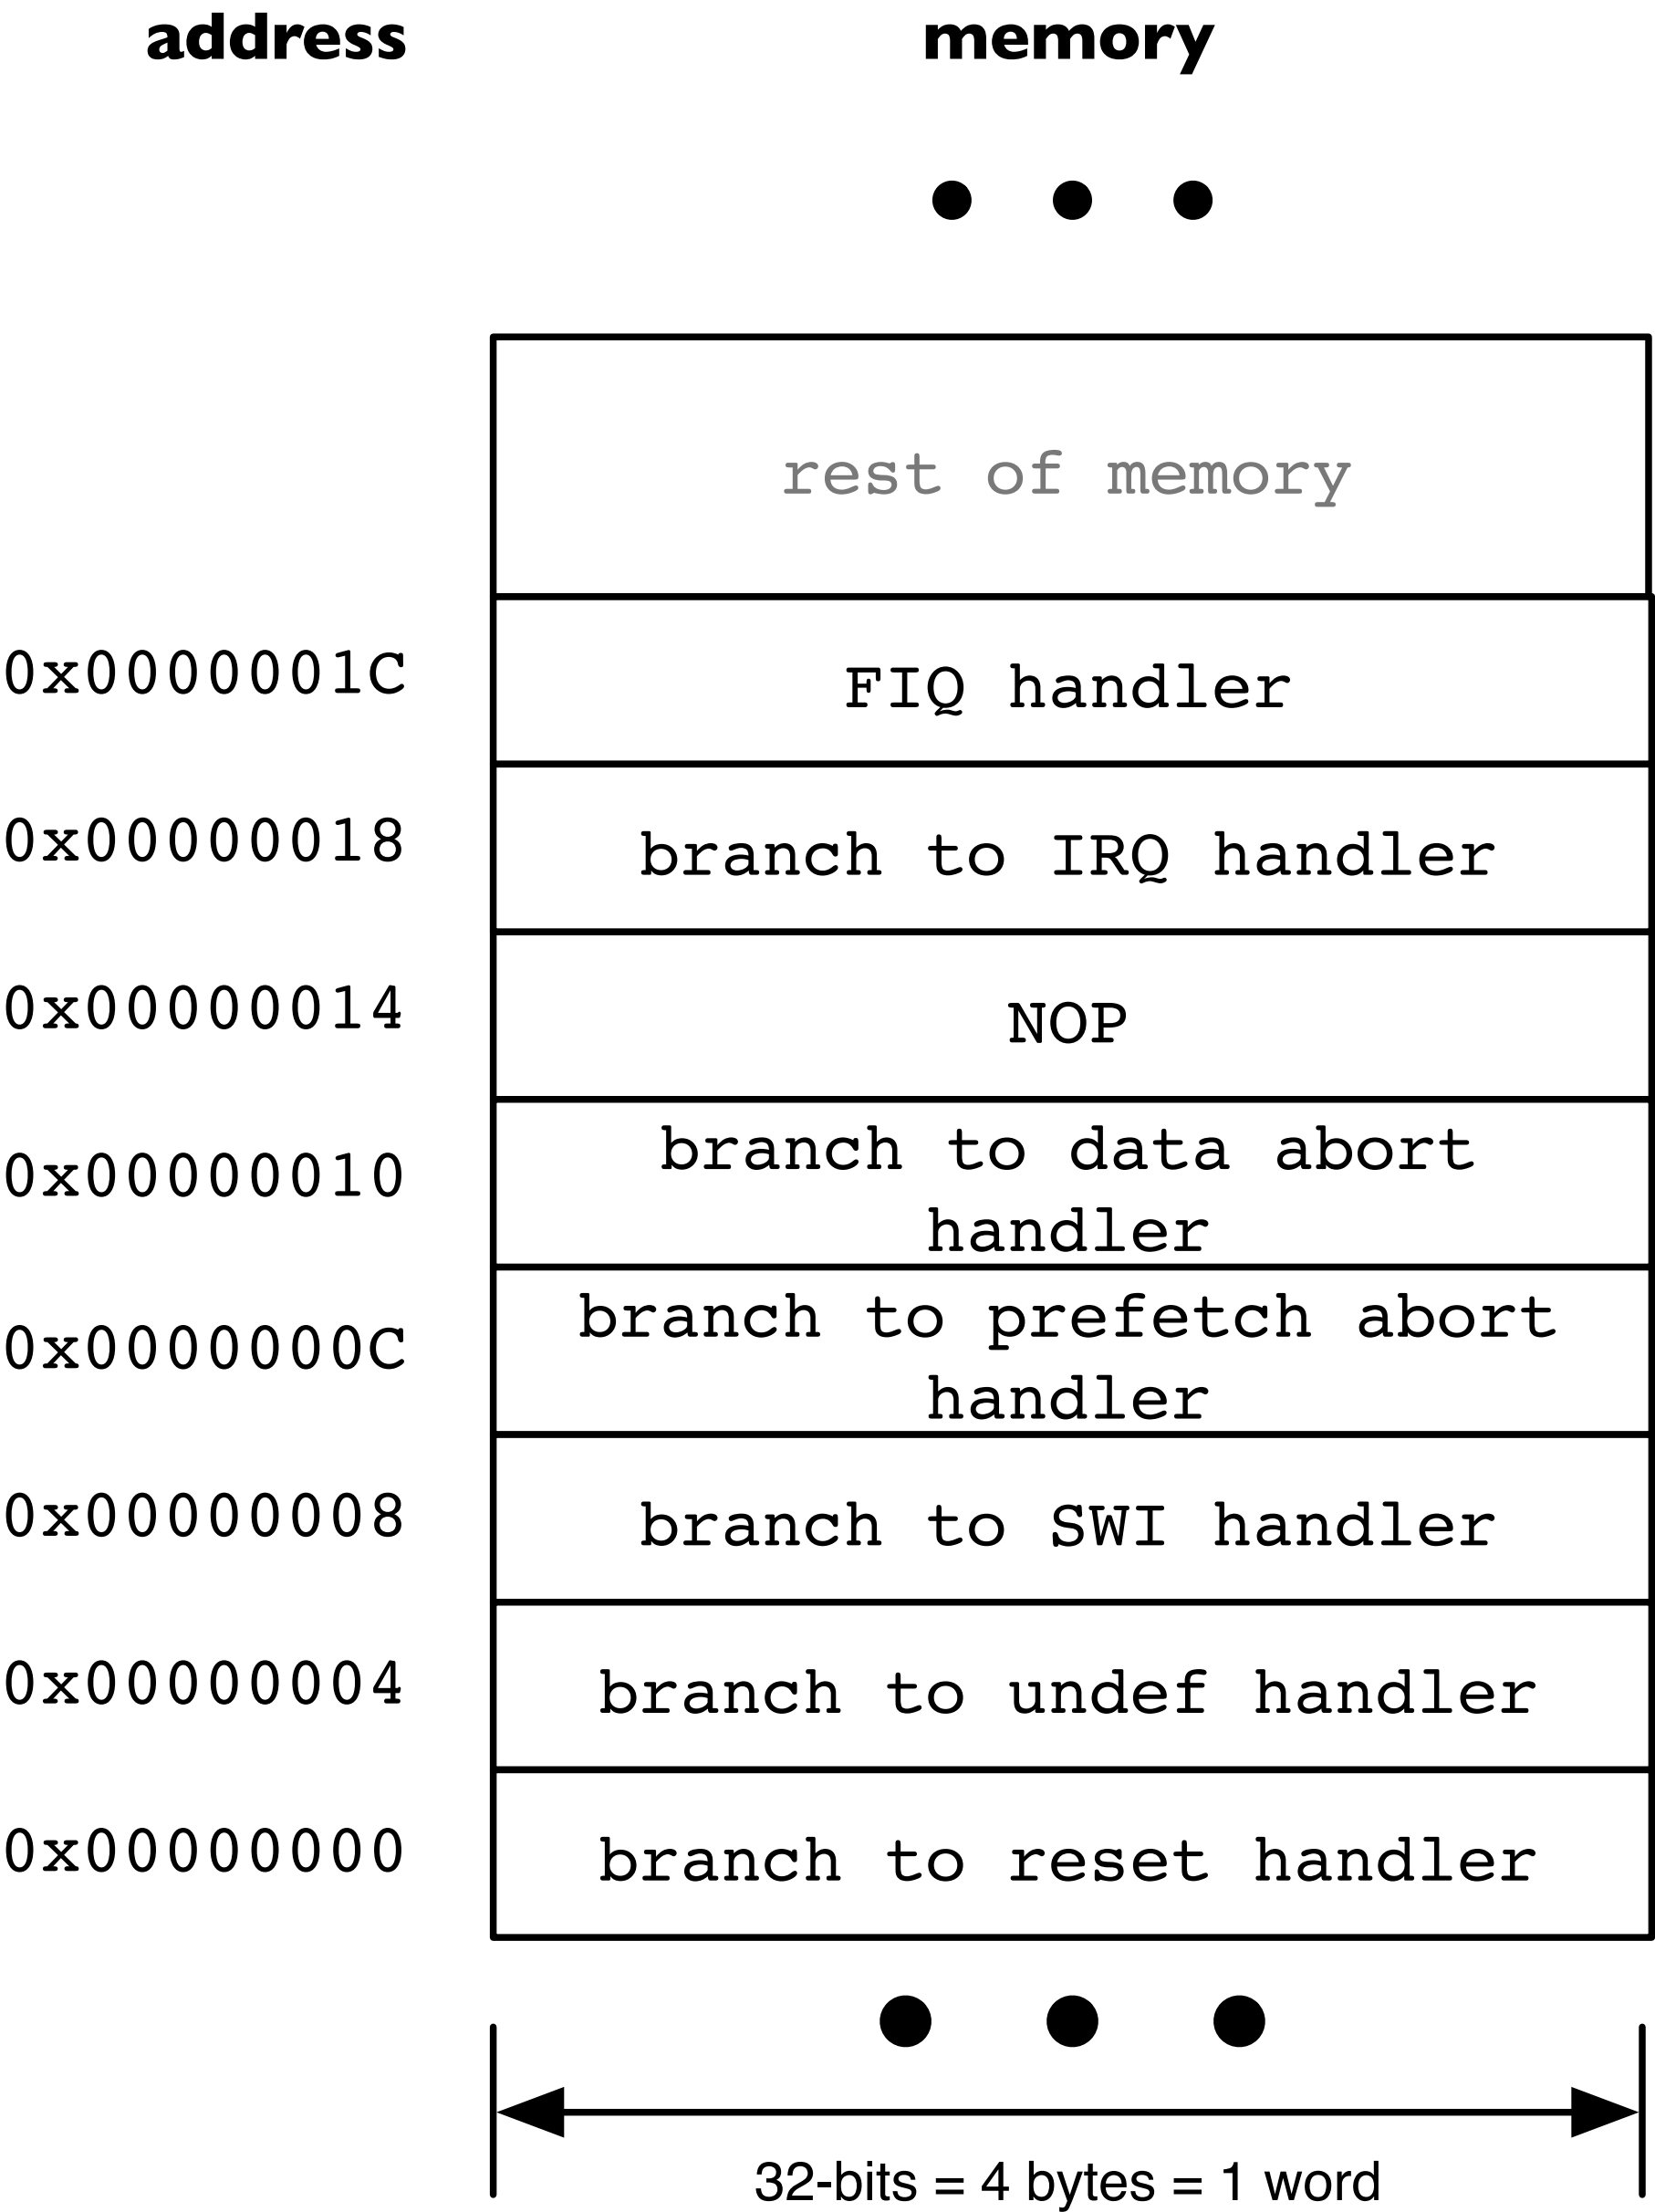 address memory
rest of memory
0x0000001C FIQ handler
0x00000018 branch to IRQ handler
0x00000014 NOP
0x00000010 branch to data abort
handler
0x0000000C branch to prefetch abort
handler
0x00000008 branch to SWI handler
0x00000004 branch to undef handler
0x00000000 branch to reset handler
32-bits = 4 bytes = 1 word